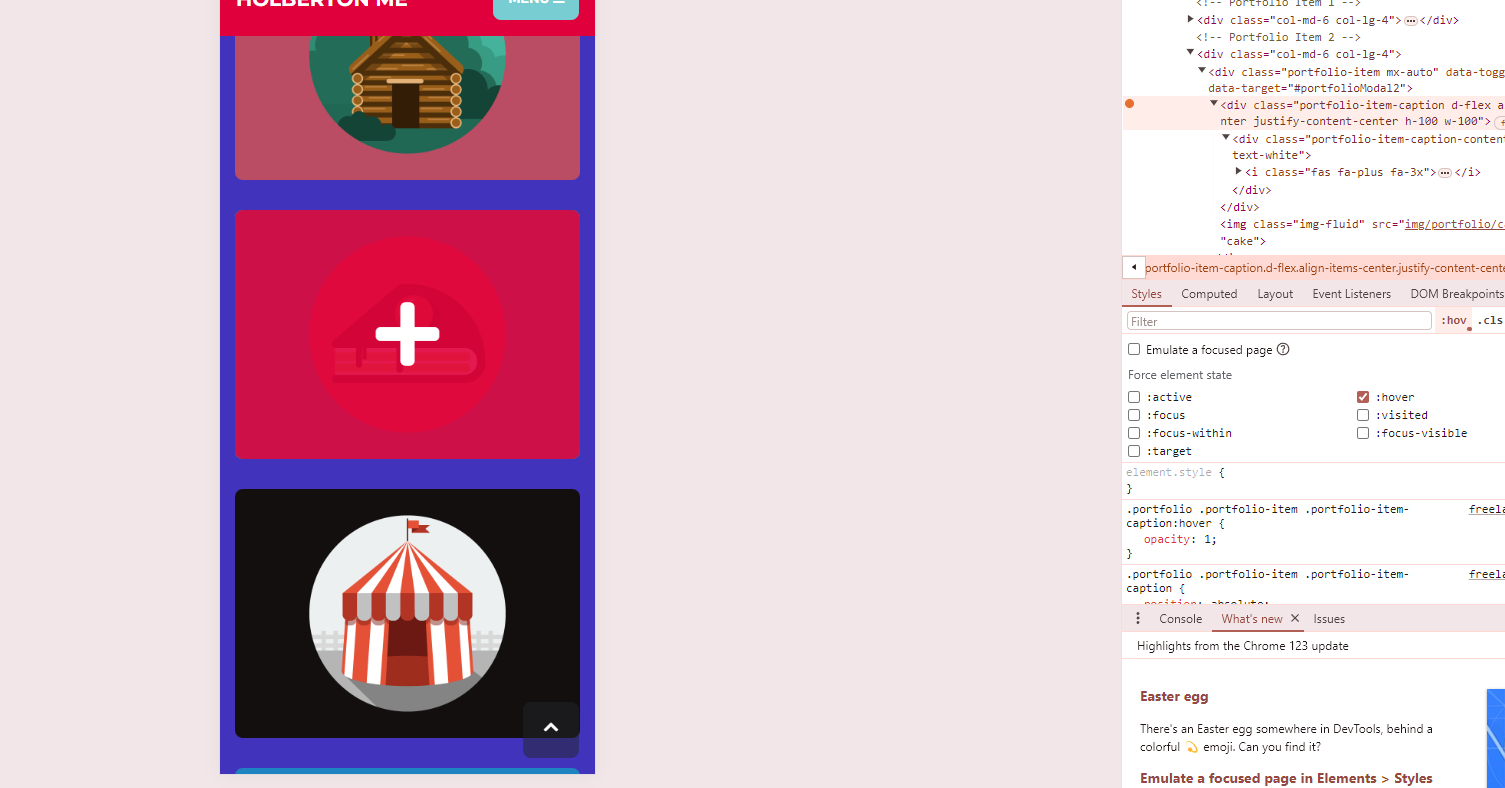 HOLBERTON ME
MENU
<!-- Portfolio Item 1 -->
<div class="col-md-6 col-lg-4">…</div>
<!-- Portfolio Item 2 -->
<div class="col-md-6 col-lg-4">
<div class="portfolio-item mx-auto" data-togg
data-target="#portfolioModal2">
<div class="portfolio-item-caption d-flex a
nter justify-content-center h-100 w-100">
<div class="portfolio-item-caption-content
text-white">
<i class="fas fa-plus fa-3x">…</i>
</div>
</div>
<img class="img-fluid" src="img/portfolio/c
"cake">
portfolio-item-caption.d-flex.align-items-center.justify-content-cente
Styles Computed Layout Event Listeners DOM Breakpoints
Filter :hov .cls
Emulate a focused page
Force element state
:active :hover
:focus :visited
:focus-within :focus-visible
:target
element.style {
}
.portfolio .portfolio-item .portfolio-item- freela
caption:hover {
opacity: 1;
}
.portfolio .portfolio-item .portfolio-item- freela
caption {
position: absolute;
Console What's new Issues
Highlights from the Chrome 123 update
Easter egg
There's an Easter egg somewhere in DevTools, behind a
colorful 💫 emoji. Can you find it?
Emulate a focused page in Elements > Styles